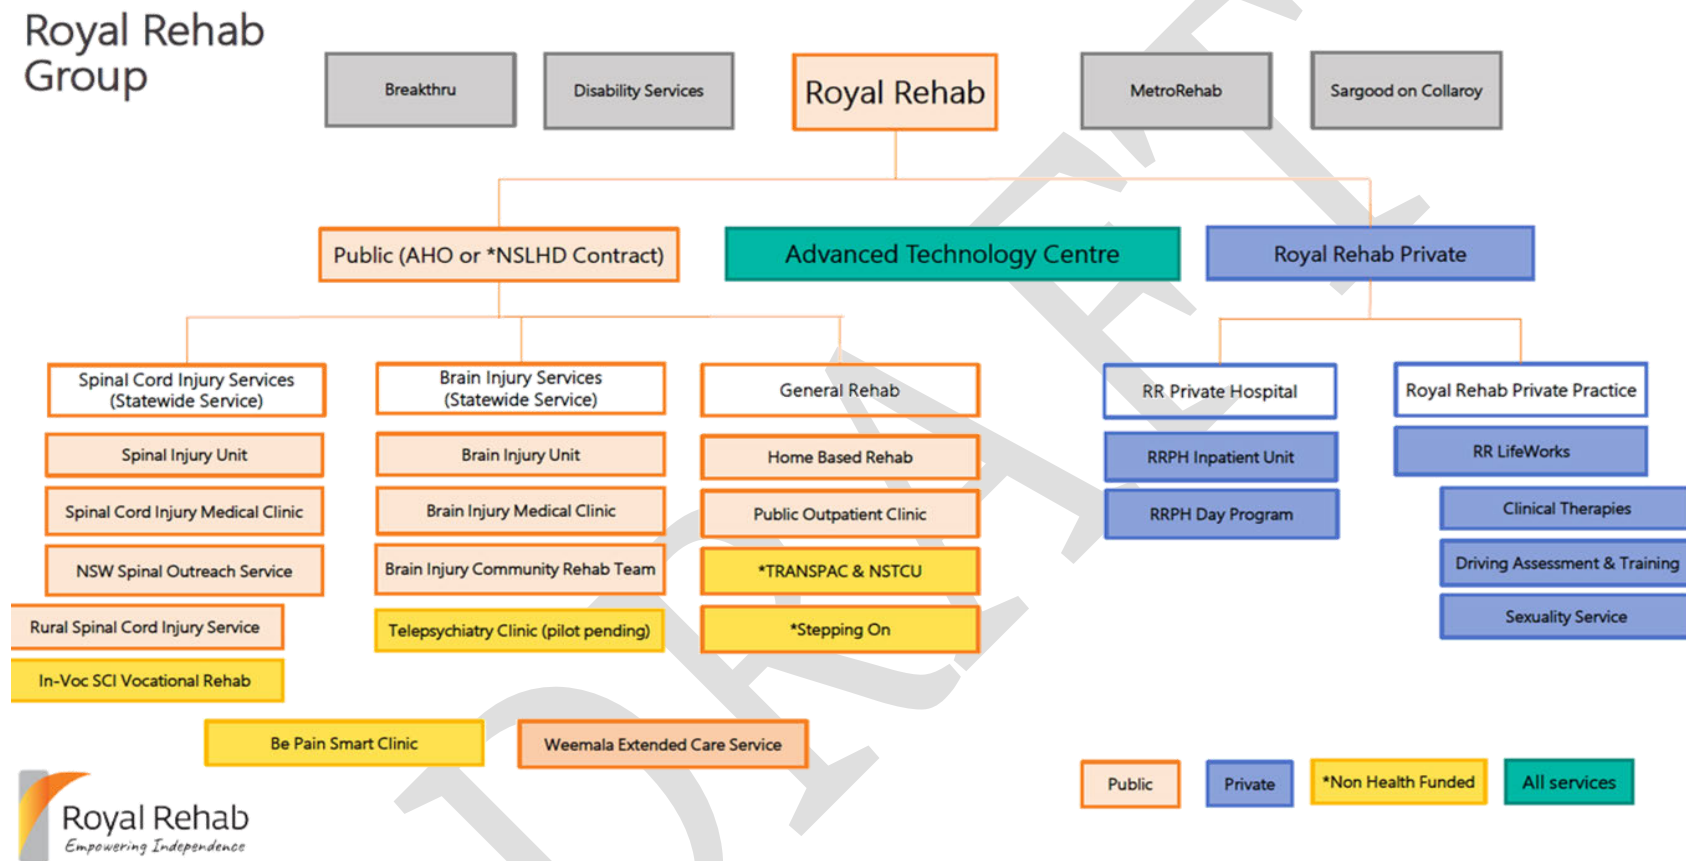 Royal Rehab
Group
Breakthru
Disability Services
Royal Rehab
MetroRehab
Sargood on Collaroy
Public (AHO or *NSLHD Contract)
Advanced Technology Centre
Royal Rehab Private
Spinal Cord Injury Services
(Statewide Service)
Brain Injury Services
(Statewide Service)
General Rehab
RR Private Hospital
Royal Rehab Private Practice
Spinal Injury Unit
Brain Injury Unit
Home Based Rehab
RRPH Inpatient Unit
RR LifeWorks
Spinal Cord Injury Medical Clinic
Brain Injury Medical Clinic
Public Outpatient Clinic
RRPH Day Program
Clinical Therapies
NSW Spinal Outreach Service
Brain Injury Community Rehab Team
*TRANSPAC & NSTCU
Driving Assessment & Training
Rural Spinal Cord Injury Service
Telepsychiatry Clinic (pilot pending)
*Stepping On
Sexuality Service
In-Voc SCI Vocational Rehab
Be Pain Smart Clinic
Weemala Extended Care Service
Public
Private
*Non Health Funded
All services
Royal Rehab
Empowering Independence
DRAFT